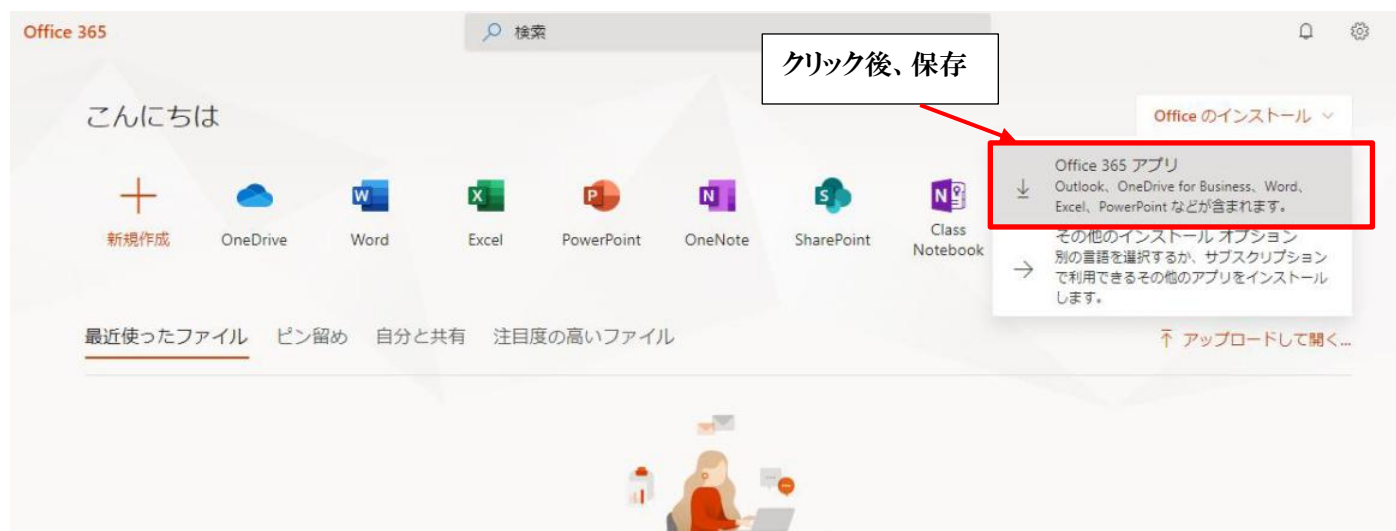 Office 365
検索
クリック後、保存
こんにちは
Office のインストール
Office 365 アプリ
Outlook、OneDrive for Business、Word、
Excel、PowerPoint などが含まれます。
その他のインストール オプション
別の言語を選択するか、サブスクリプション
で利用できるその他のアプリをインストール
します。
新規作成
OneDrive
Word
Excel
PowerPoint
OneNote
SharePoint
Class
Notebook
最近使ったファイル
ピン留め
自分と共有
注目度の高いファイル
アップロードして開く...